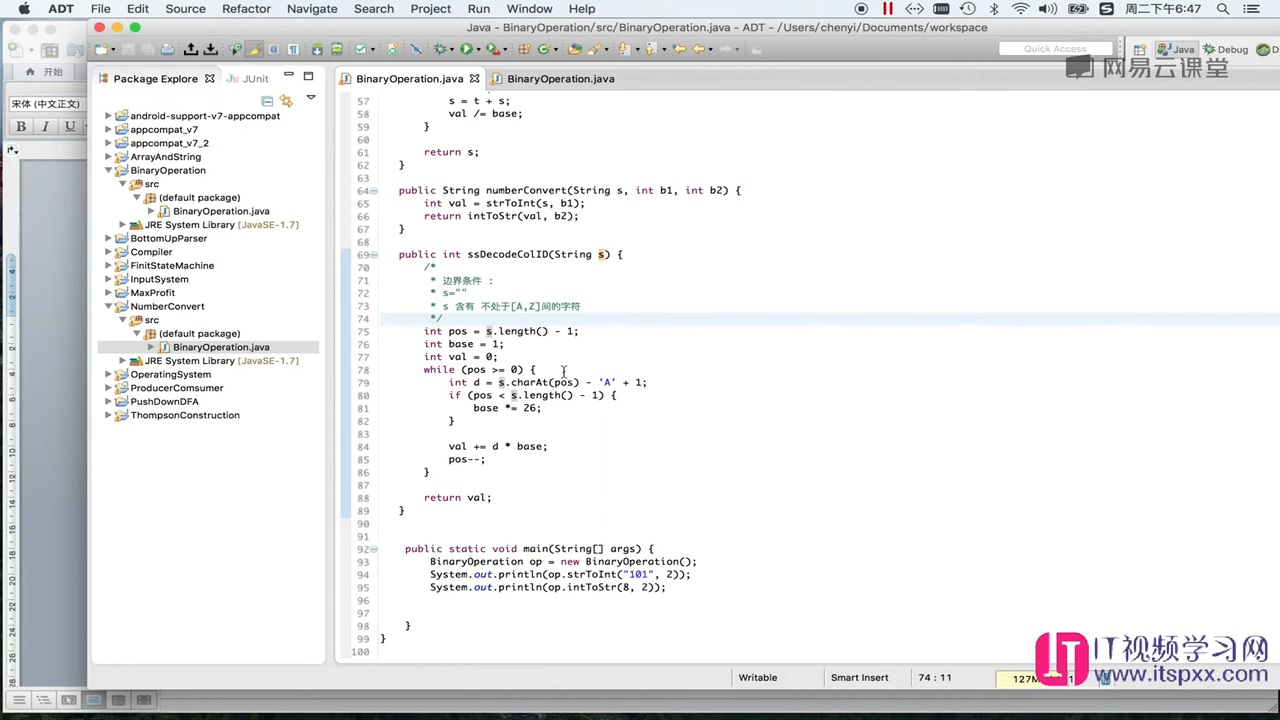 ADT File Edit Source Refactor Navigate Search Project Run Window Help 周二下午6:47
Java - BinaryOperation/src/BinaryOperation.java - ADT - /Users/chenyi/Documents/workspace
Quick Access Java Debug
网易云课堂
开始
宋体 (中文正文)
B I U
Package Explore JUnit
android-support-v7-appcompat
appcompat_v7
appcompat_v7_2
ArrayAndString
BinaryOperation
src
(default package)
BinaryOperation.java
JRE System Library [JavaSE-1.7]
BottomUpParser
Compiler
FinitStateMachine
InputSystem
MaxProfit
NumberConvert
src
(default package)
BinaryOperation.java
JRE System Library [JavaSE-1.7]
OperatingSystem
ProducerComsumer
PushDownDFA
ThompsonConstruction
BinaryOperation.java BinaryOperation.java
57 s = t + s;
58 val /= base;
59 }
60
61 return s;
62 }
63
64 public String numberConvert(String s, int b1, int b2) {
65 int val = strToInt(s, b1);
66 return intToStr(val, b2);
67 }
68
69 public int ssDecodeColID(String s) {
70 /*
71 * 边界条件 :
72 * s=""
73 * s 含有 不处于[A,Z]间的字符
74 */
75 int pos = s.length() - 1;
76 int base = 1;
77 int val = 0;
78 while (pos >= 0) {
79 int d = s.charAt(pos) - 'A' + 1;
80 if (pos < s.length() - 1) {
81 base *= 26;
82 }
83
84 val += d * base;
85 pos--;
86 }
87
88 return val;
89 }
90
91
92 public static void main(String[] args) {
93 BinaryOperation op = new BinaryOperation();
94 System.out.println(op.strToInt("101", 2));
95 System.out.println(op.intToStr(8, 2));
96
97
98 }
99 }
100
Writable Smart Insert 74 : 11
IT视频学习网
www.itspxx.com